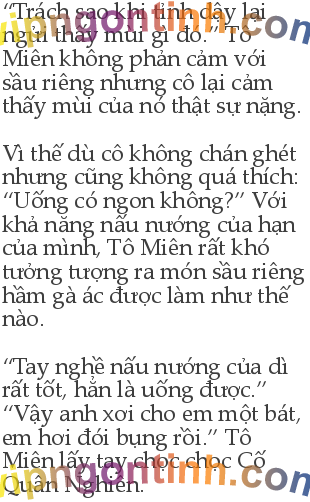 “Trách sao khi tỉnh dậy lại
ngửi thấy mùi gì đó.” Tô
Miên không phản cảm với
sầu riêng nhưng cô lại cảm
thấy mùi của nó thật sự nặng.
Vì thế dù cô không chán ghét
nhưng cũng không quá thích:
“Uống có ngon không?” Với
khả năng nấu nướng của hạn
của mình, Tô Miên rất khó
tưởng tượng ra món sầu riêng
hầm gà ác được làm như thế
nào.
“Tay nghề nấu nướng của dì
rất tốt, hẳn là uống được.”
“Vậy anh xơi cho em một bát,
em hơi đói bụng rồi.” Tô
Miên lấy tay chọc chọc Cố
Quân Nghiên.
vipngontinh.com
vipngontinh.com